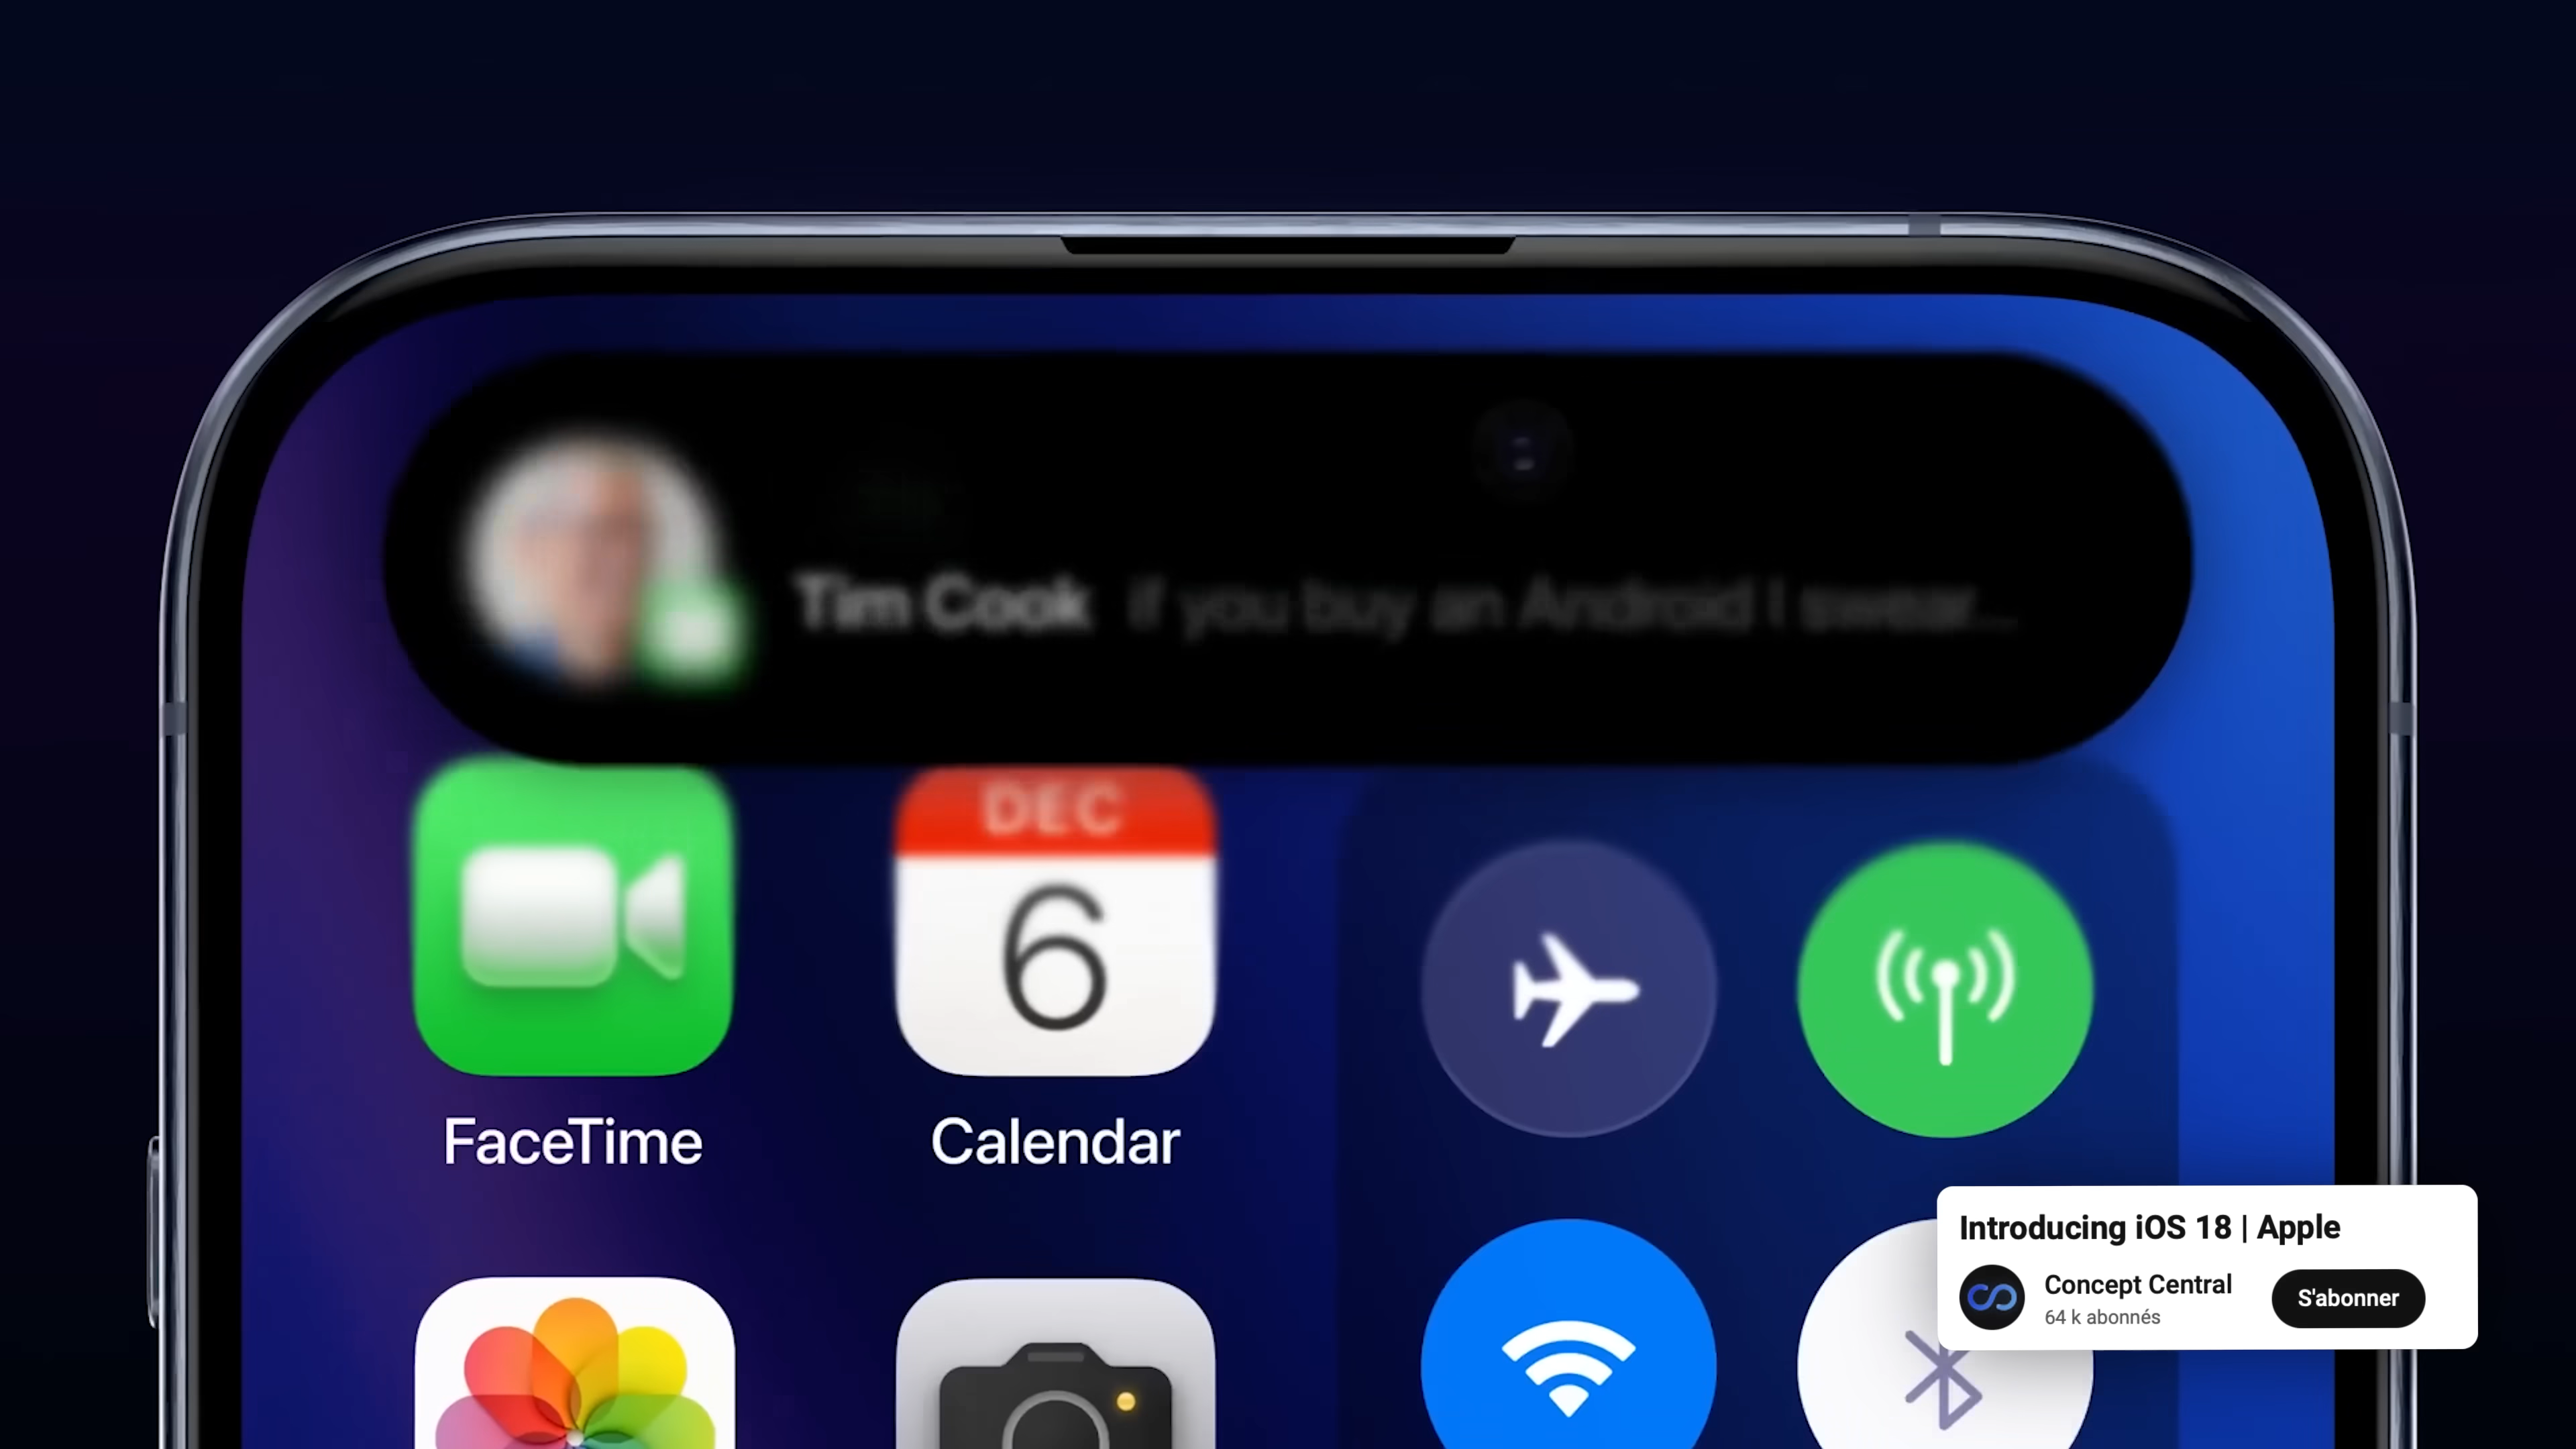 Tim Cook if you buy an Android I swear...
DEC
6
FaceTime
Calendar
Introducing iOS 18 | Apple
Concept Central
64 k abonnés
S'abonner